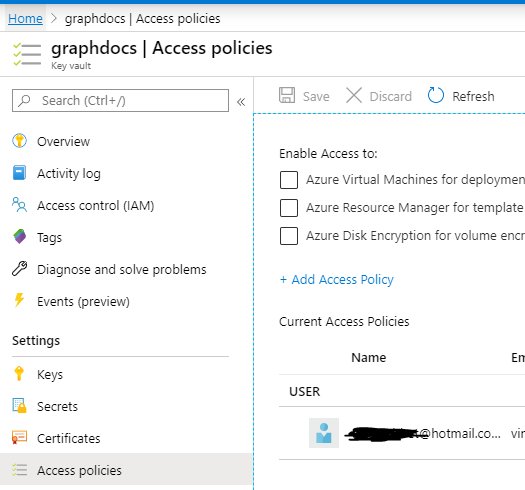 Home > graphdocs | Access policies
graphdocs | Access policies
Key vault
Search (Ctrl+/)
«
Save
Discard
Refresh
Overview
Activity log
Access control (IAM)
Tags
Diagnose and solve problems
Events (preview)
Settings
Keys
Secrets
Certificates
Access policies
Enable Access to:
Azure Virtual Machines for deploymen
Azure Resource Manager for template
Azure Disk Encryption for volume encr
+ Add Access Policy
Current Access Policies
Name
Em
USER
@hotmail.co...
vin